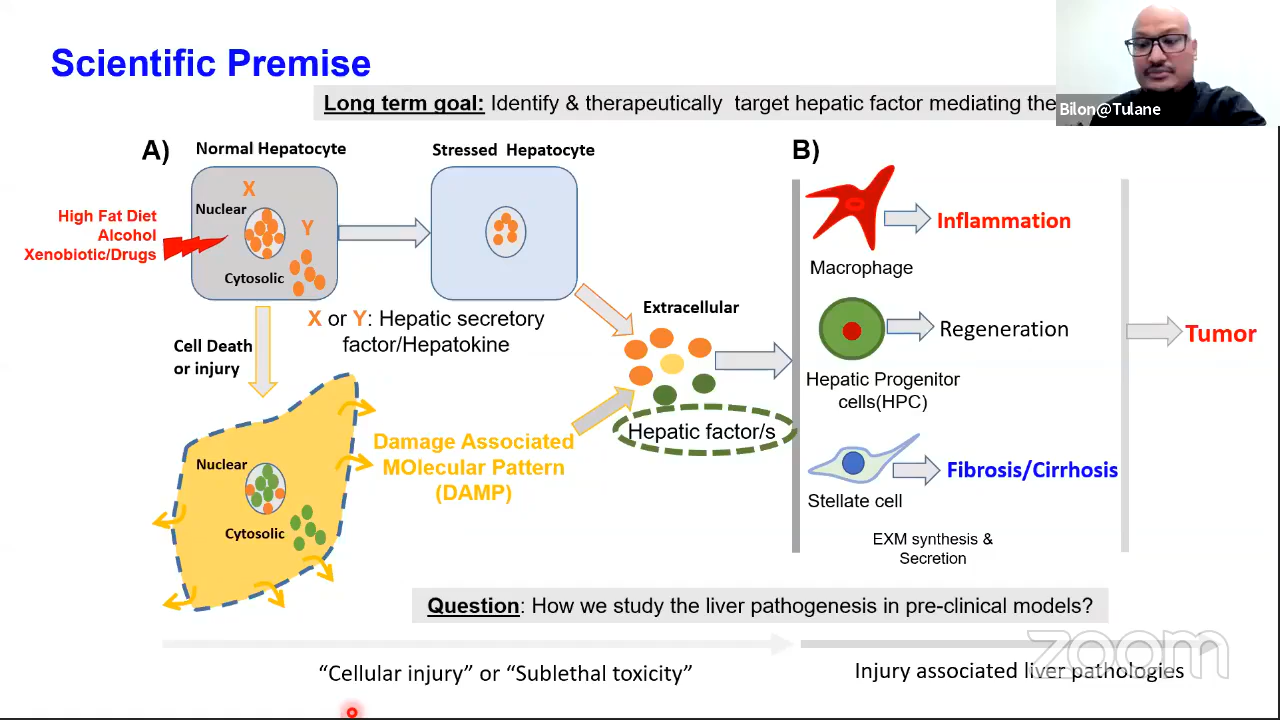 Scientific Premise
Long term goal: Identify & therapeutically target hepatic factor mediating the
Bilon@Tulane
A)
Normal Hepatocyte
Stressed Hepatocyte
B)
X
Nuclear
Y
Cytosolic
High Fat Diet
Alcohol
Xenobiotic/Drugs
X or Y: Hepatic secretory
factor/Hepatokine
Cell Death
or injury
Extracellular
Hepatic factor/s
Damage Associated
MOlecular Pattern
(DAMP)
Nuclear
Cytosolic
Inflammation
Macrophage
Regeneration
Hepatic Progenitor
cells(HPC)
Fibrosis/Cirrhosis
Stellate cell
EXM synthesis &
Secretion
Tumor
Question: How we study the liver pathogenesis in pre-clinical models?
“Cellular injury” or “Sublethal toxicity”
Injury associated liver pathologies
zoom